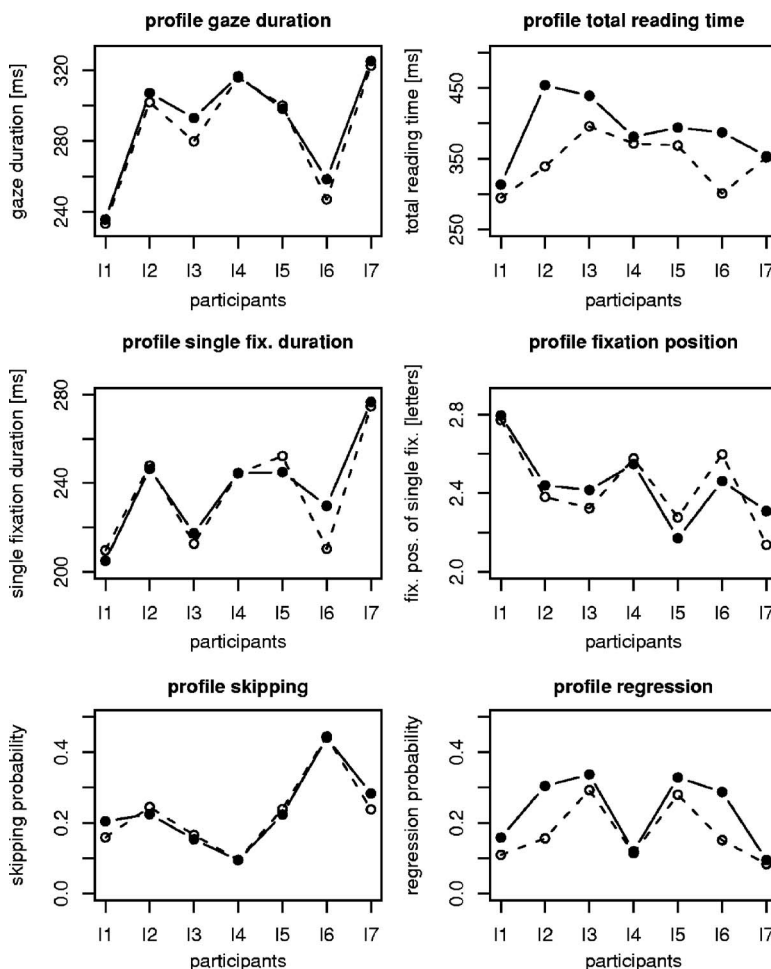 profile gaze duration
gaze duration [ms]
320
280
240
I1 I2 I3 I4 I5 I6 I7
participants
profile total reading time
total reading time [ms]
450
350
250
I1 I2 I3 I4 I5 I6 I7
participants
profile single fix. duration
single fixation duration [ms]
280
240
200
I1 I2 I3 I4 I5 I6 I7
participants
profile fixation position
fix. pos. of single fix. [letters]
2.8
2.4
2.0
I1 I2 I3 I4 I5 I6 I7
participants
profile skipping
skipping probability
0.4
0.2
0.0
I1 I2 I3 I4 I5 I6 I7
participants
profile regression
regression probability
0.4
0.2
0.0
I1 I2 I3 I4 I5 I6 I7
participants